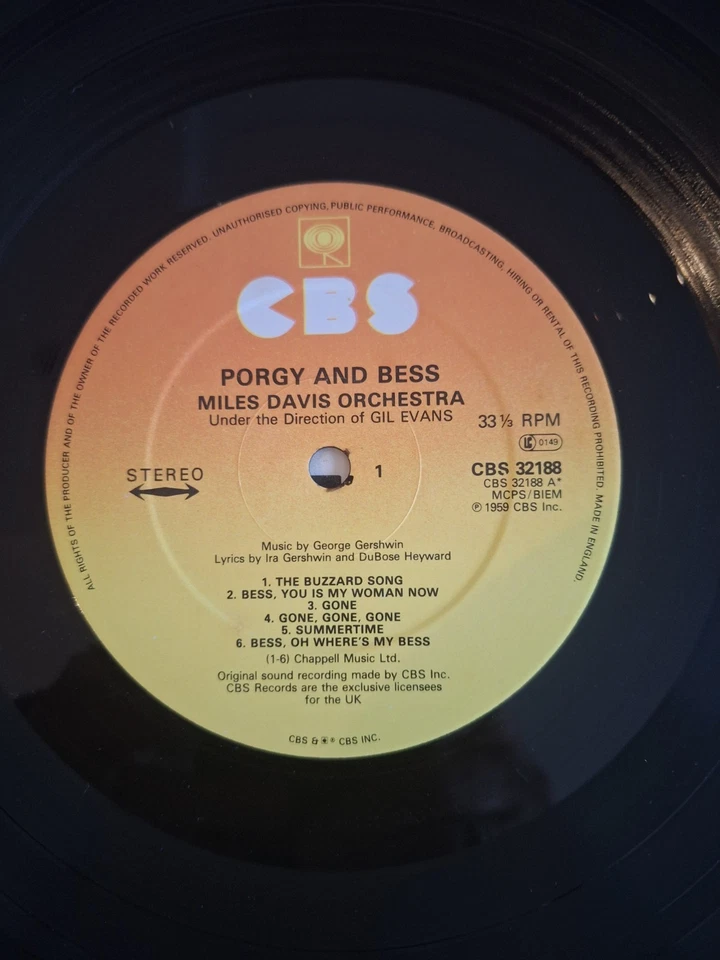 ALL RIGHTS OF THE PRODUCER AND OF THE OWNER OF THE RECORDED WORK RESERVED. UNAUTHORISED COPYING, PUBLIC PERFORMANCE, BROADCASTING, HIRING OR RENTAL OF THIS RECORDING PROHIBITED. MADE IN ENGLAND.
CBS
PORGY AND BESS
MILES DAVIS ORCHESTRA
Under the Direction of GIL EVANS
33⅓ RPM
LC 0149
STEREO
1
CBS 32188
CBS 32188 A*
MCPS/BIEM
℗ 1959 CBS Inc.
Music by George Gershwin
Lyrics by Ira Gershwin and DuBose Heyward
1. THE BUZZARD SONG
2. BESS, YOU IS MY WOMAN NOW
3. GONE
4. GONE, GONE, GONE
5. SUMMERTIME
6. BESS, OH WHERE'S MY BESS
(1-6) Chappell Music Ltd.
Original sound recording made by CBS Inc.
CBS Records are the exclusive licensees
for the UK
CBS & ® CBS INC.